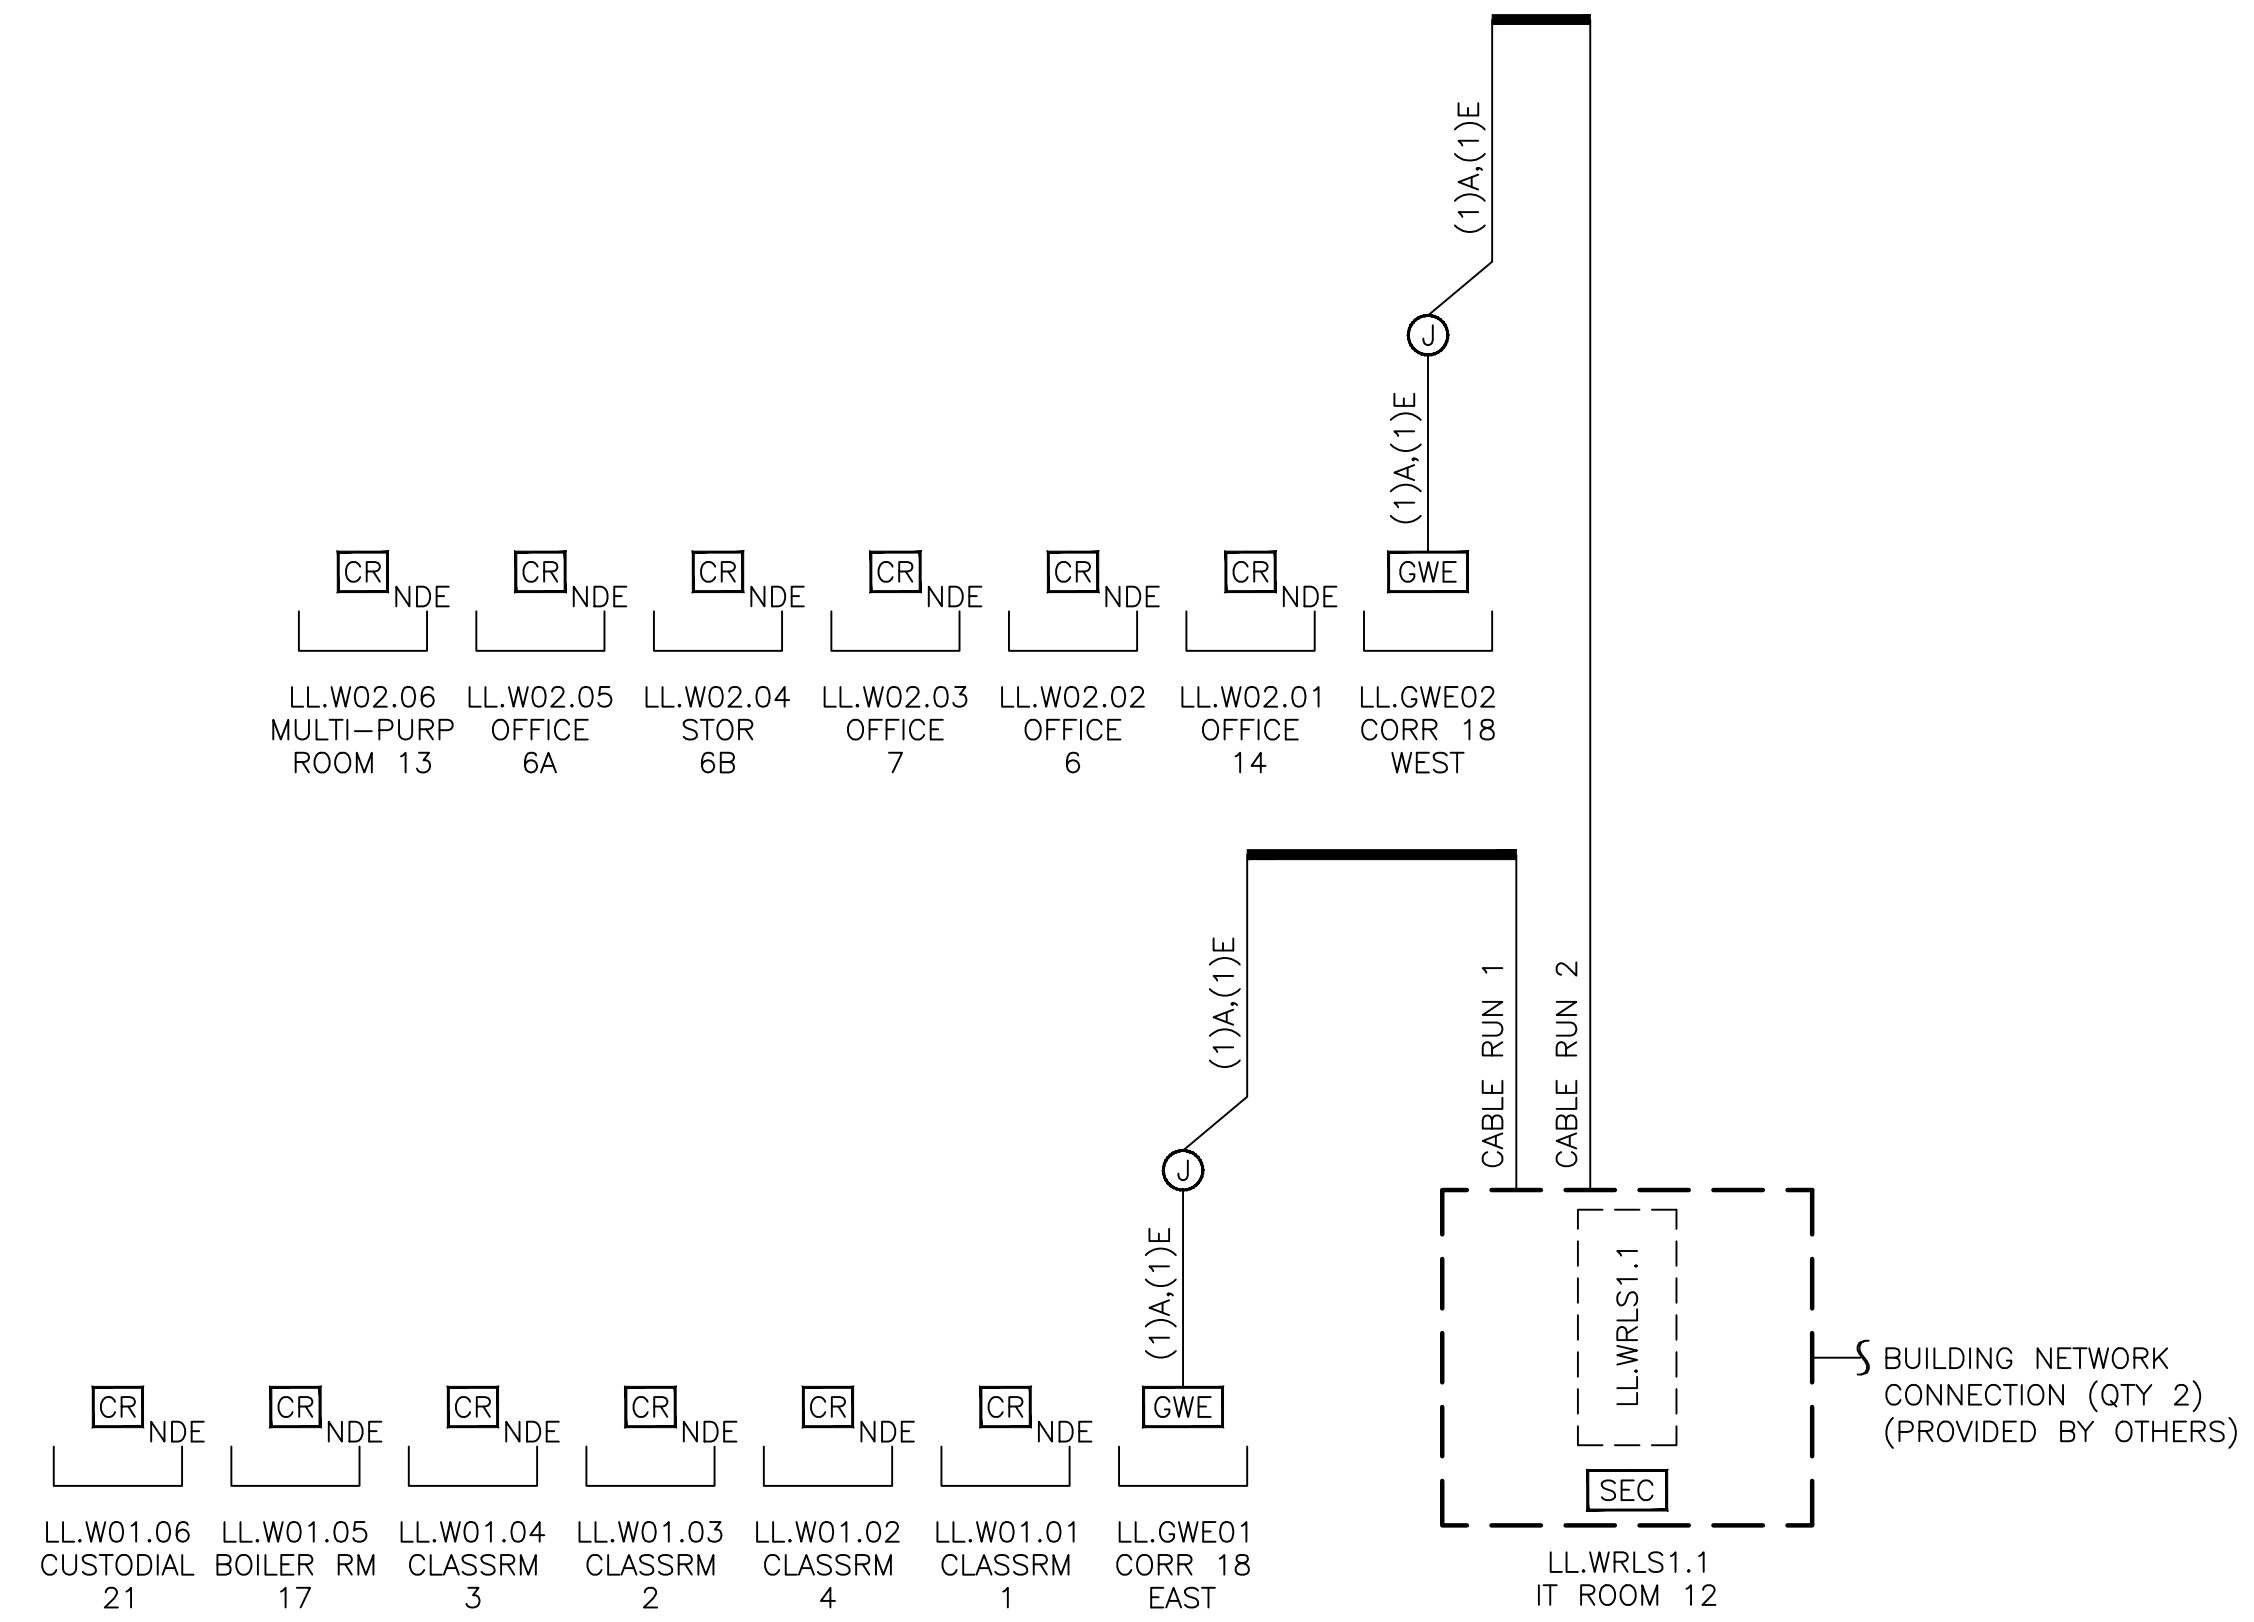 (1)A,(1)E
J
(1)A,(1)E
CR
NDE
CR
NDE
CR
NDE
CR
NDE
CR
NDE
CR
NDE
GWE
LL.W02.06
MULTI-PURP
ROOM 13
LL.W02.05
OFFICE
6A
LL.W02.04
STOR
6B
LL.W02.03
OFFICE
7
LL.W02.02
OFFICE
6
LL.W02.01
OFFICE
14
LL.GWE02
CORR 18
WEST
(1)A,(1)E
J
(1)A,(1)E
CABLE RUN 1
CABLE RUN 2
CR
NDE
CR
NDE
CR
NDE
CR
NDE
CR
NDE
CR
NDE
GWE
LL.W01.06
CUSTODIAL
21
LL.W01.05
BOILER RM
17
LL.W01.04
CLASSRM
3
LL.W01.03
CLASSRM
2
LL.W01.02
CLASSRM
4
LL.W01.01
CLASSRM
1
LL.GWE01
CORR 18
EAST
LL.WRLS1.1
SEC
LL.WRLS1.1
IT ROOM 12
BUILDING NETWORK
CONNECTION (QTY 2)
(PROVIDED BY OTHERS)